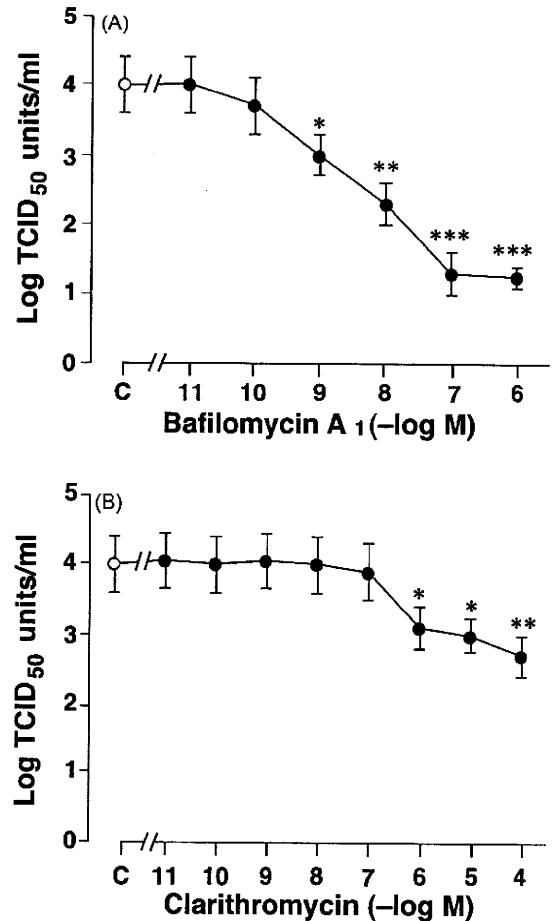 (A)
Log TCID50 units/ml
5
4
3
2
1
0
* ** *** ***
C 11 10 9 8 7 6
Bafilomycin A 1 (–log M)
(B)
Log TCID50 units/ml
5
4
3
2
1
0
* * **
C 11 10 9 8 7 6 5 4
Clarithromycin (–log M)